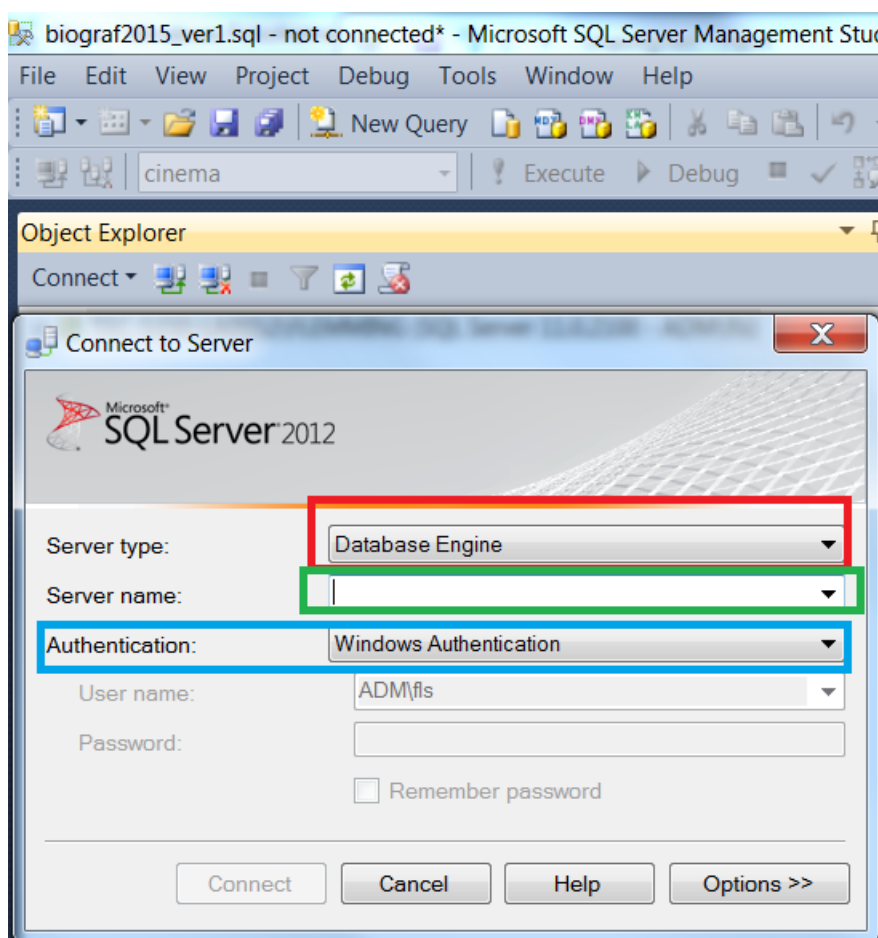 biograf2015_ver1.sql - not connected* - Microsoft SQL Server Management
File Edit View Project Debug Tools Window Help
New Query
cinema Execute Debug
Object Explorer
Connect
Connect to Server
Microsoft®
SQL Server® 2012
Server type: Database Engine
Server name:
Authentication: Windows Authentication
User name: ADM\fls
Password:
Remember password
Connect Cancel Help Options >>